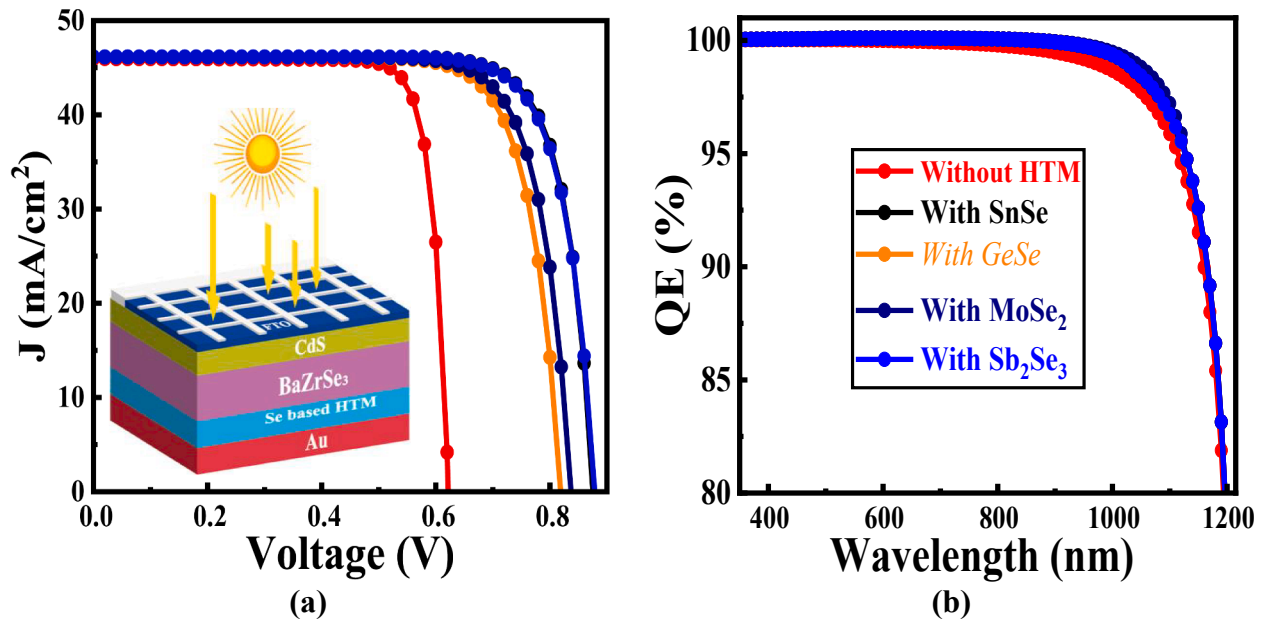 50
40
30
20
10
0
0.0 0.2 0.4 0.6 0.8
J (mA/cm²)
Voltage (V)
FTO
CdS
BaZrSe₃
Se based HTM
Au
(a)
100
95
90
85
80
400 600 800 1000 1200
QE (%)
Wavelength (nm)
Without HTM
With SnSe
With GeSe
With MoSe₂
With Sb₂Se₃
(b)